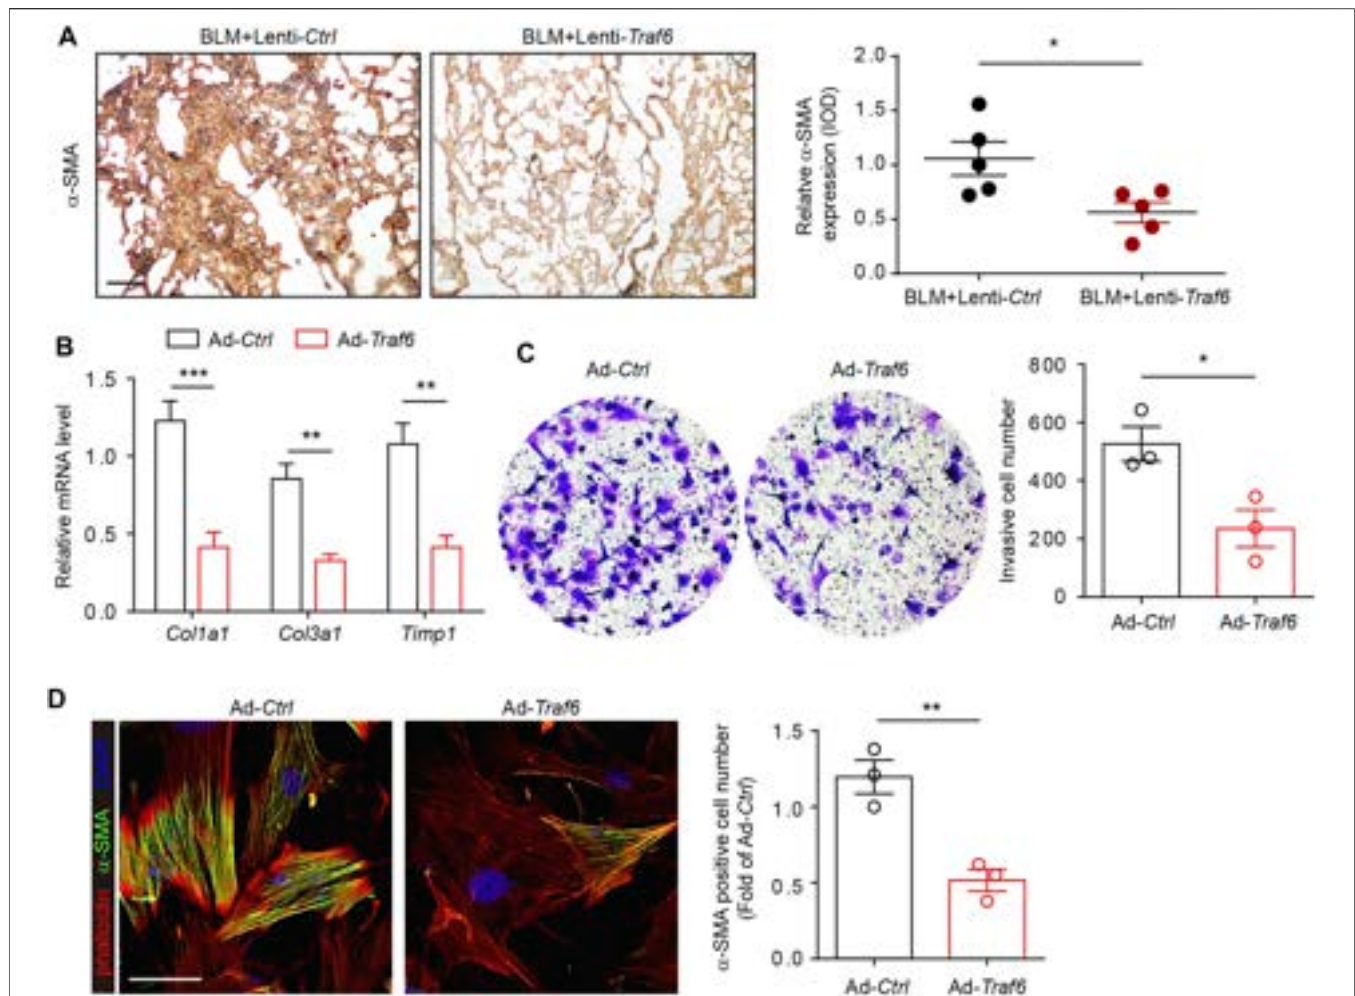 A
BLM+Lenti-Ctrl
BLM+Lenti-Traf6
α-SMA
Relatve α-SMA
expression (IOD)
2.0
1.5
1.0
0.5
0.0
*
BLM+Lenti-Ctrl
BLM+Lenti-Traf6
B
Ad-Ctrl
Ad-Traf6
Relative mRNA level
1.5
1.0
0.5
0.0
***
**
**
Col1a1
Col3a1
Timp1
C
Ad-Ctrl
Ad-Traf6
Invasive cell number
800
600
400
200
0
*
Ad-Ctrl
Ad-Traf6
D
Ad-Ctrl
Ad-Traf6
α-SMA
α-SMA positive cell number
(Fold of Ad-Ctrl)
1.5
1.0
0.5
0.0
**
Ad-Ctrl
Ad-Traf6